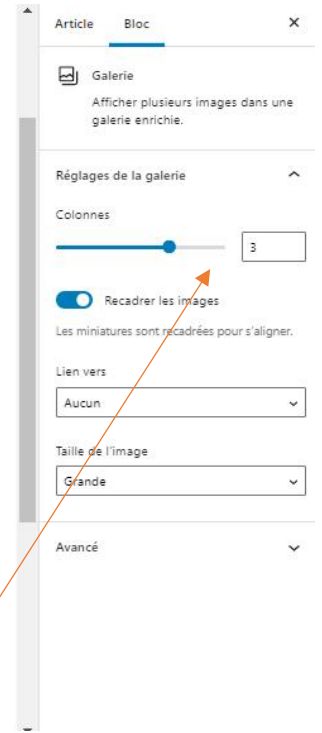 Article Bloc ×
Galerie
Afficher plusieurs images dans une
galerie enrichie.
Réglages de la galerie
Colonnes
3
Recadrer les images
Les miniatures sont recadrées pour s'aligner.
Lien vers
Aucun
Taille de l'image
Grande
Avancé